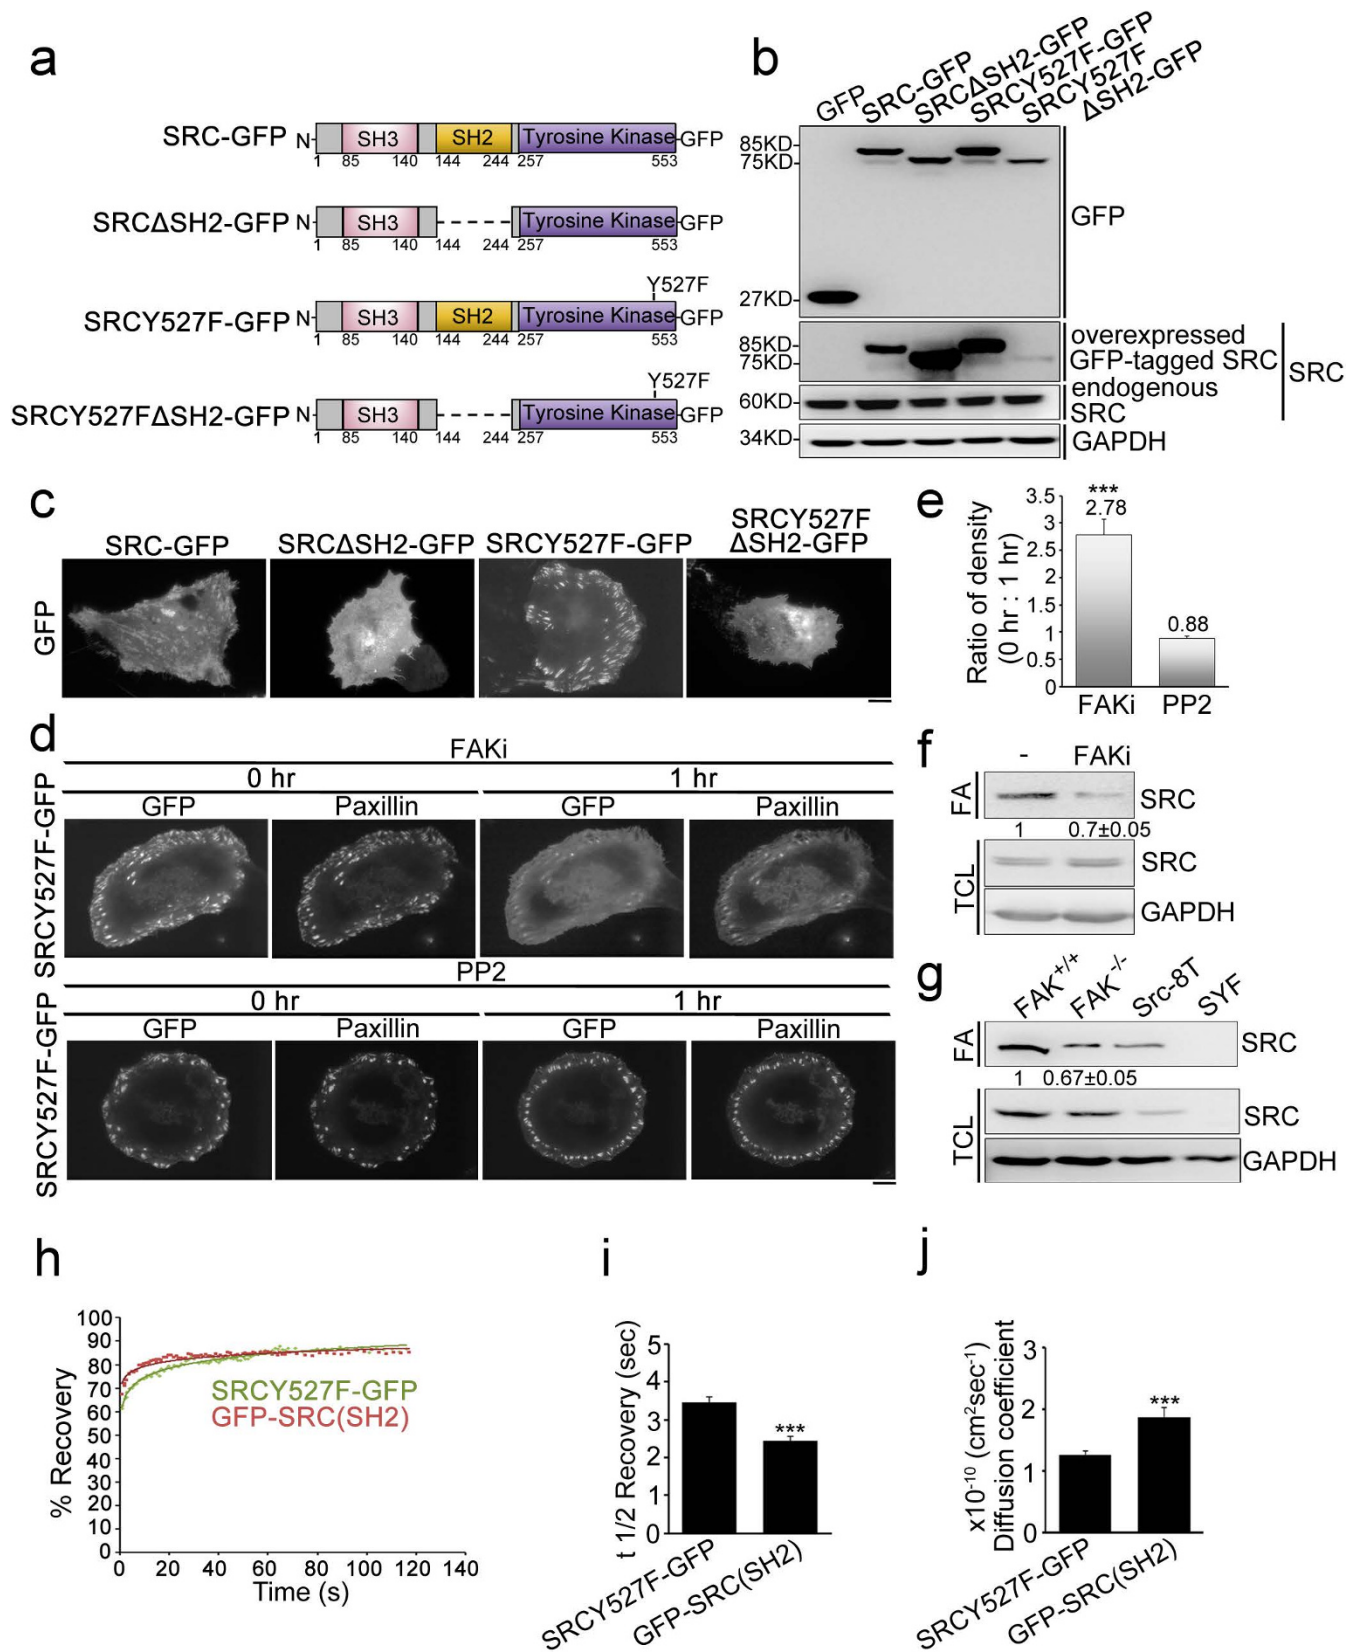 a
SRC-GFP N SH3 SH2 Tyrosine Kinase GFP
1 85 140 144 244 257 553
SRCΔSH2-GFP N SH3 Tyrosine Kinase GFP
1 85 140 144 244 257 553
Y527F
SRCY527F-GFP N SH3 SH2 Tyrosine Kinase GFP
1 85 140 144 244 257 553
Y527F
SRCY527FΔSH2-GFP N SH3 Tyrosine Kinase GFP
1 85 140 144 244 257 553
b
GFP
SRC-GFP
SRCΔSH2-GFP
SRCY527F-GFP
SRCY527F
ΔSH2-GFP
85KD
75KD
27KD
GFP
85KD
75KD
overexpressed
GFP-tagged SRC
60KD
endogenous
SRC
SRC
34KD
GAPDH
c
SRC-GFP SRCΔSH2-GFP SRCY527F-GFP SRCY527F
ΔSH2-GFP
GFP
d
FAKi
0 hr 1 hr
GFP Paxillin GFP Paxillin
SRCY527F-GFP
PP2
0 hr 1 hr
GFP Paxillin GFP Paxillin
SRCY527F-GFP
e
Ratio of density
(0 hr : 1 hr)
3.5
3
2.5
2
1.5
1
0.5
0
***
2.78
0.88
FAKi PP2
f
- FAKi
FA SRC
1 0.7±0.05
TCL
SRC
GAPDH
g
FAK+/+ FAK-/- Src-8T SYF
FA SRC
1 0.67±0.05
TCL
SRC
GAPDH
h
% Recovery
100
90
80
70
60
50
40
30
20
10
0
SRCY527F-GFP
GFP-SRC(SH2)
0 20 40 60 80 100 120 140
Time (s)
i
t 1/2 Recovery (sec)
5
4
3
2
1
0
***
SRCY527F-GFP
GFP-SRC(SH2)
j
x10-10 (cm2sec-1)
Diffusion coefficient
3
2
1
0
***
SRCY527F-GFP
GFP-SRC(SH2)